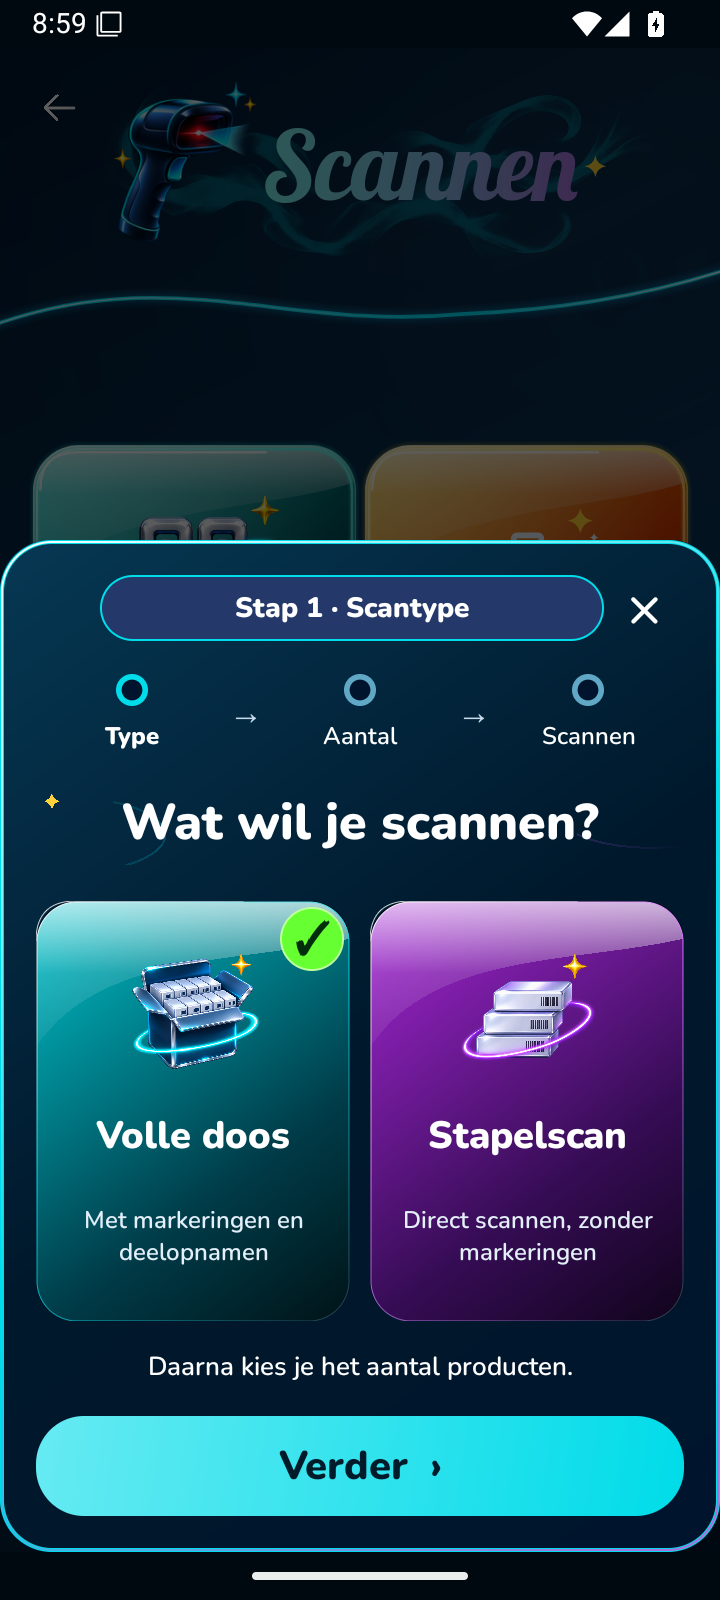 8:59
Scannen
Stap 1 · Scantype
Type → Aantal → Scannen
Wat wil je scannen?
✓
Volle doos
Met markeringen en
deelopnamen
Stapelscan
Direct scannen, zonder
markeringen
Daarna kies je het aantal producten.
Verder ›